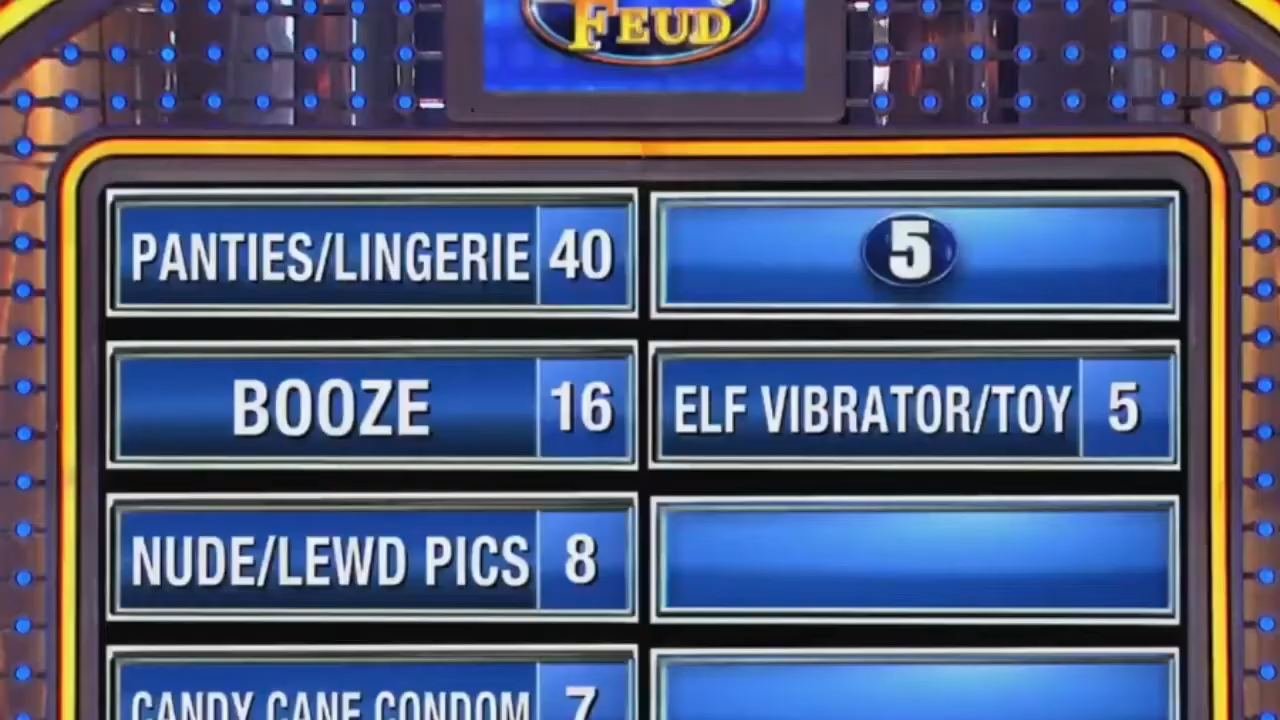 FEUD
PANTIES/LINGERIE 40
5
BOOZE 16
ELF VIBRATOR/TOY 5
NUDE/LEWD PICS 8
CANDY CANE CONDOM 7